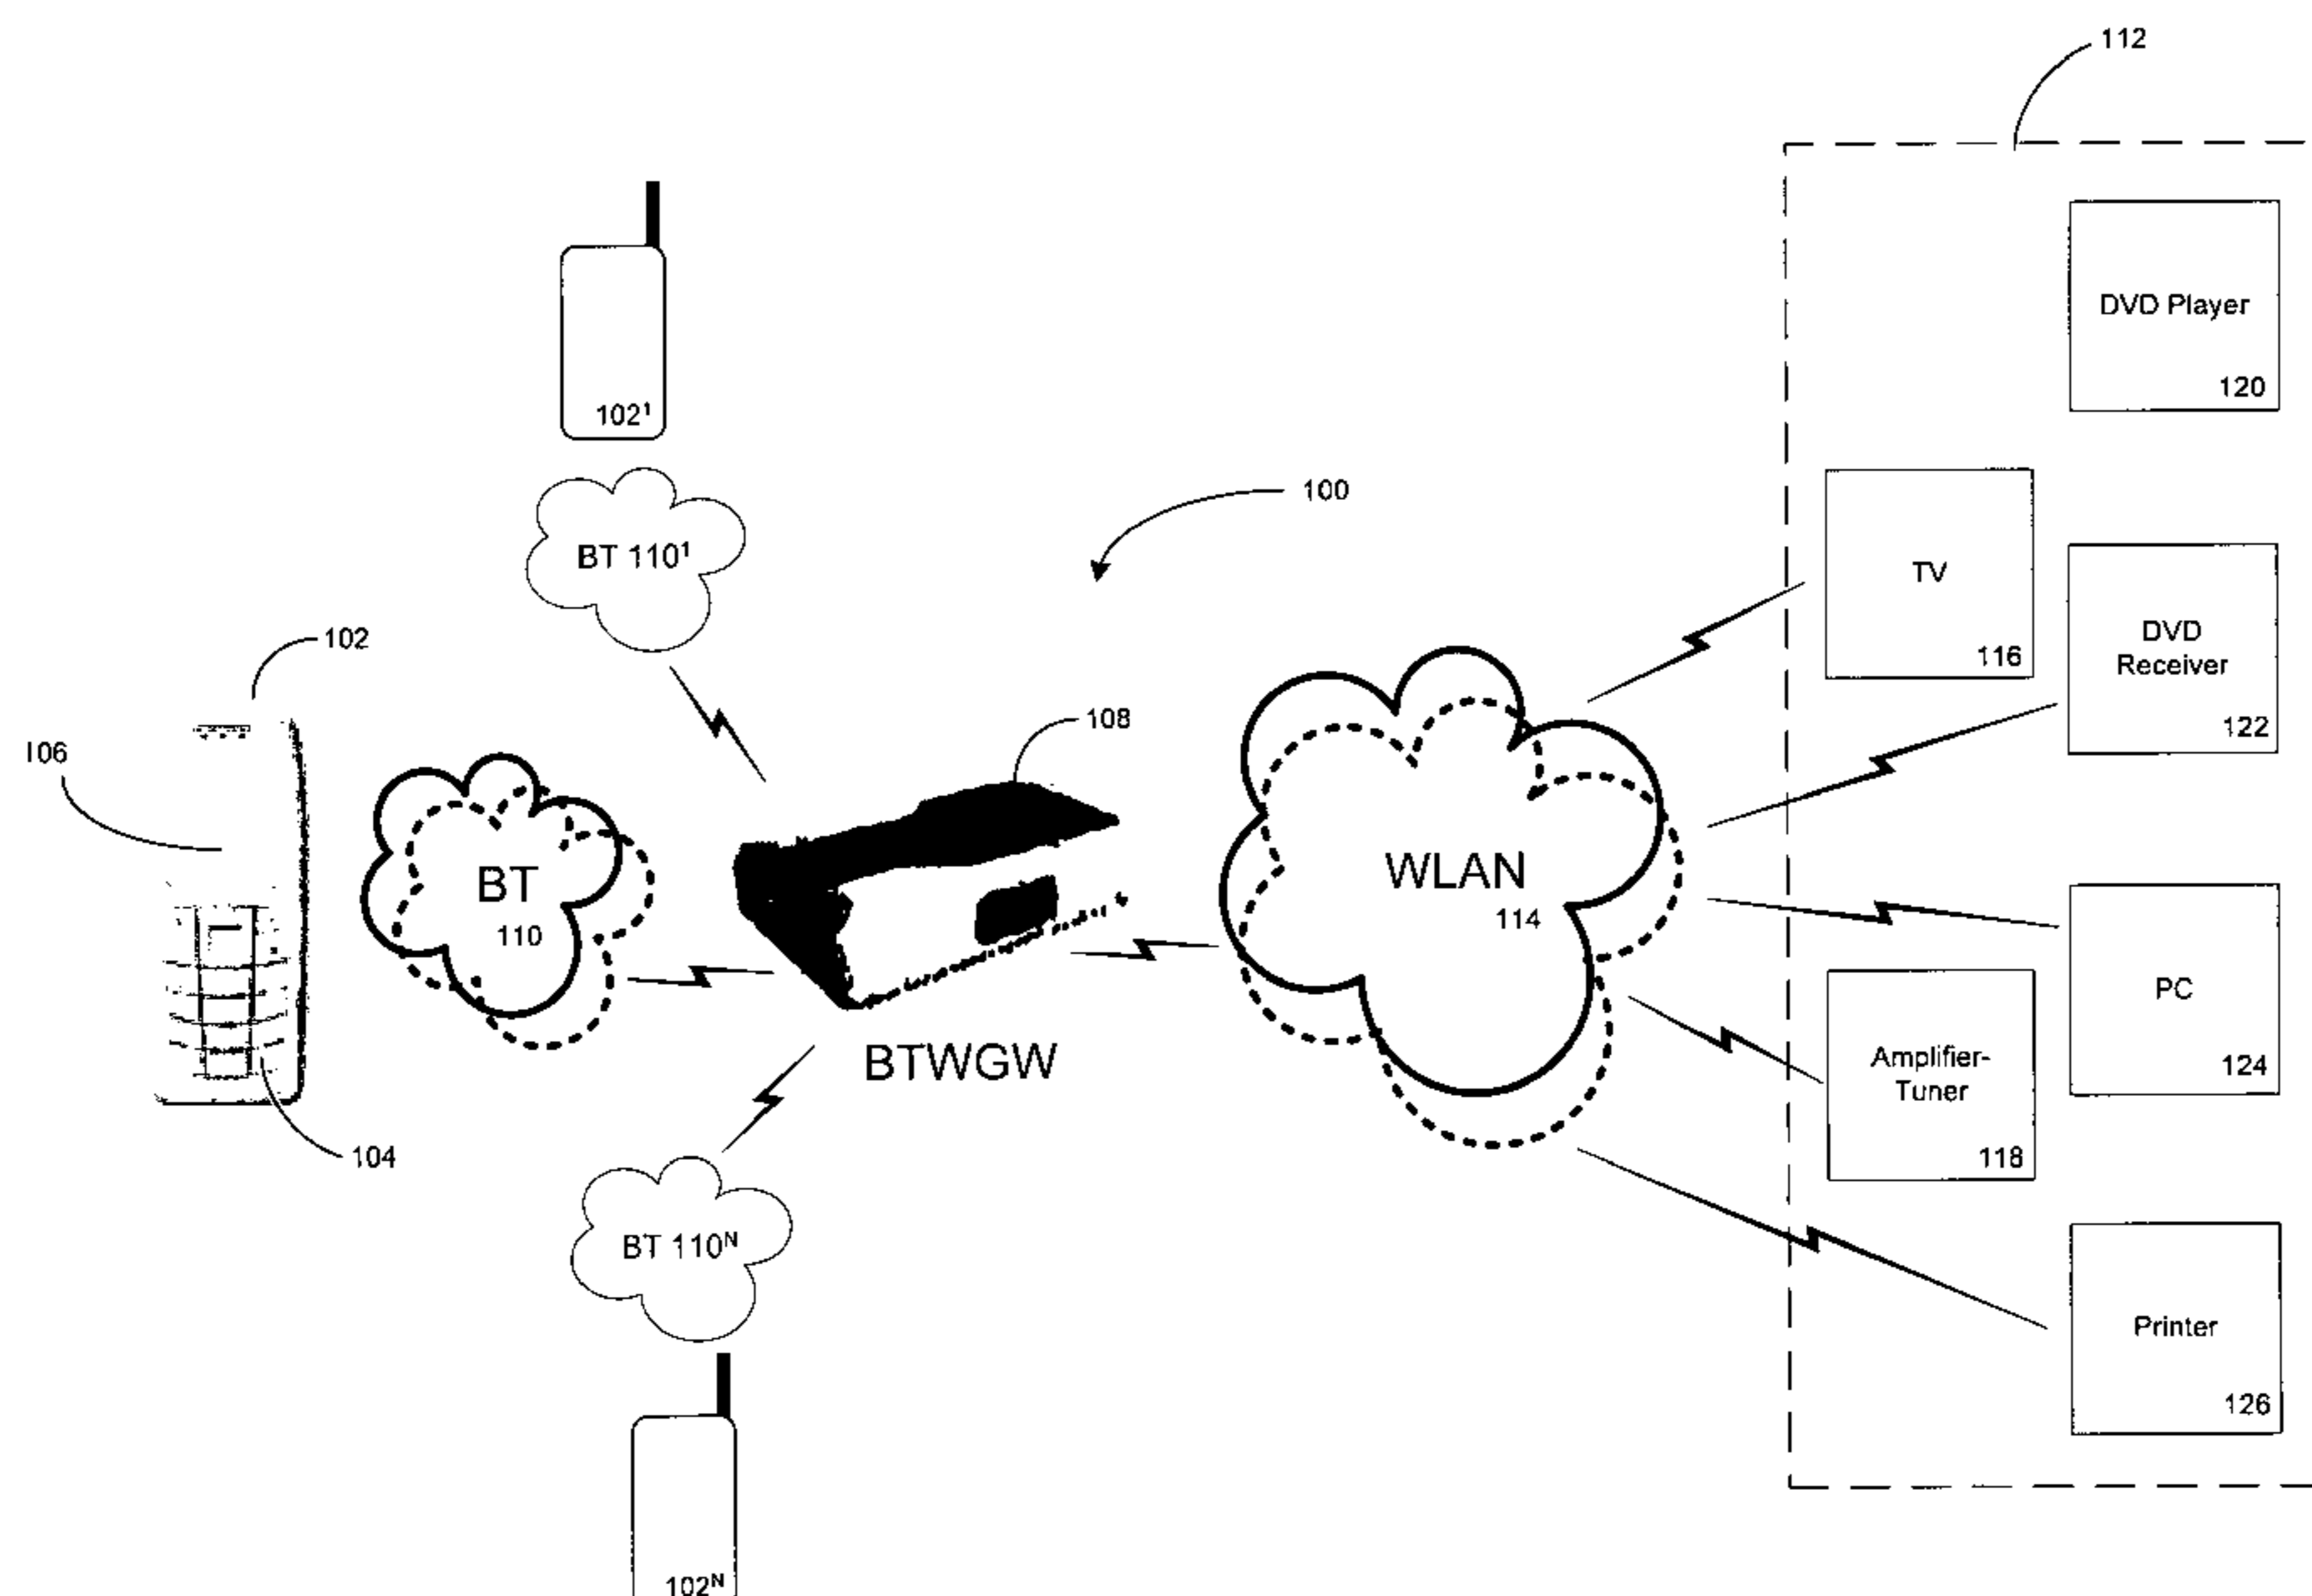 112
DVD Player
120
102¹
100
BT 110¹
TV
116
DVD
Receiver
122
102
108
106
BT
110
WLAN
114
PC
124
BTWGW
Amplifier-
Tuner
118
104
BT 110ᴺ
Printer
126
102ᴺ